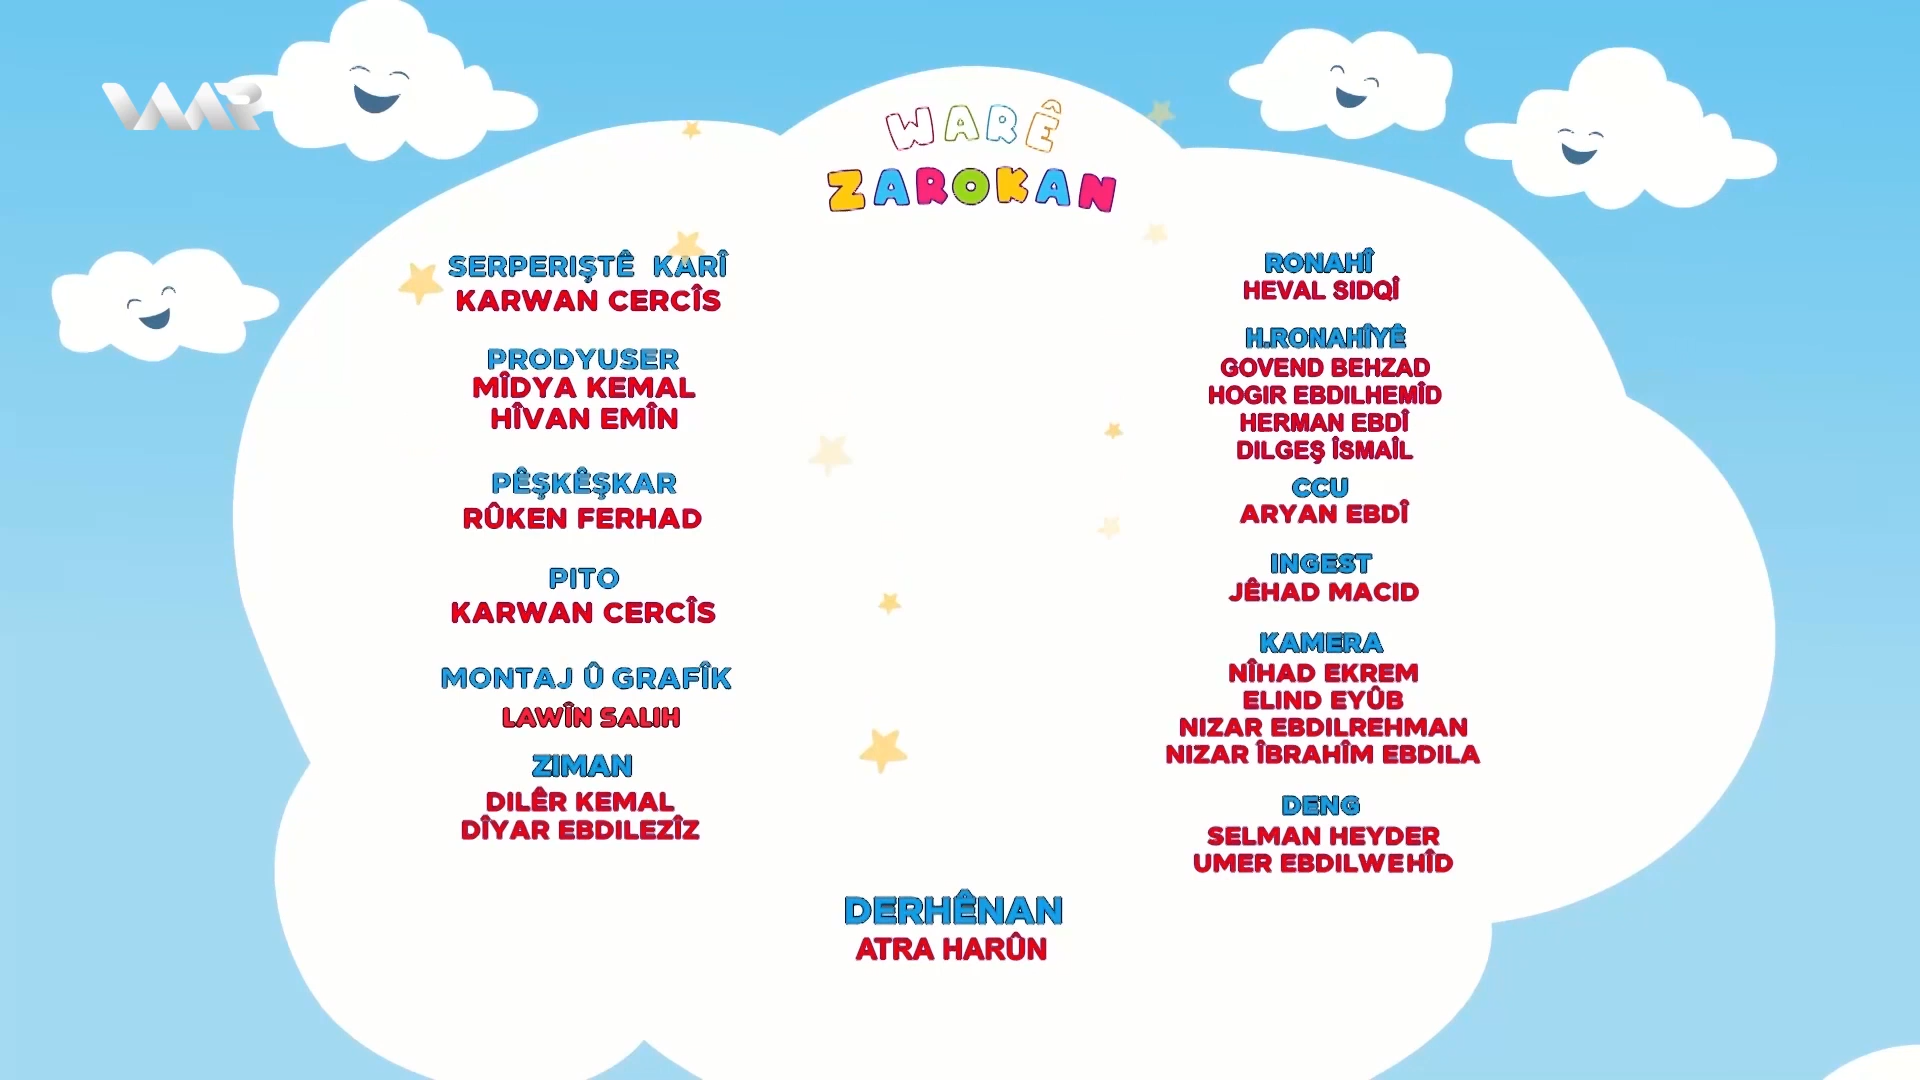 WAR
WARÊ
ZAROKAN
SERPERIŞTÊ KARÎ
KARWAN CERCÎS
PRODYUSER
MÎDYA KEMAL
HÎVAN EMÎN
PÊŞKÊŞKAR
RÛKEN FERHAD
PITO
KARWAN CERCÎS
MONTAJ Û GRAFÎK
LAWÎN SALIH
ZIMAN
DILÊR KEMAL
DÎYAR EBDILEZÎZ
RONAHÎ
HEVAL SIDQÎ
H.RONAHÎYÊ
GOVEND BEHZAD
HOGIR EBDILHEMÎD
HERMAN EBDÎ
DILGEŞ ÎSMAÎL
CCU
ARYAN EBDÎ
INGEST
JÊHAD MACID
KAMERA
NÎHAD EKREM
ELIND EYÛB
NIZAR EBDILREHMAN
NIZAR ÎBRAHÎM EBDILA
DENG
SELMAN HEYDER
UMER EBDILWEHÎD
DERHÊNAN
ATRA HARÛN